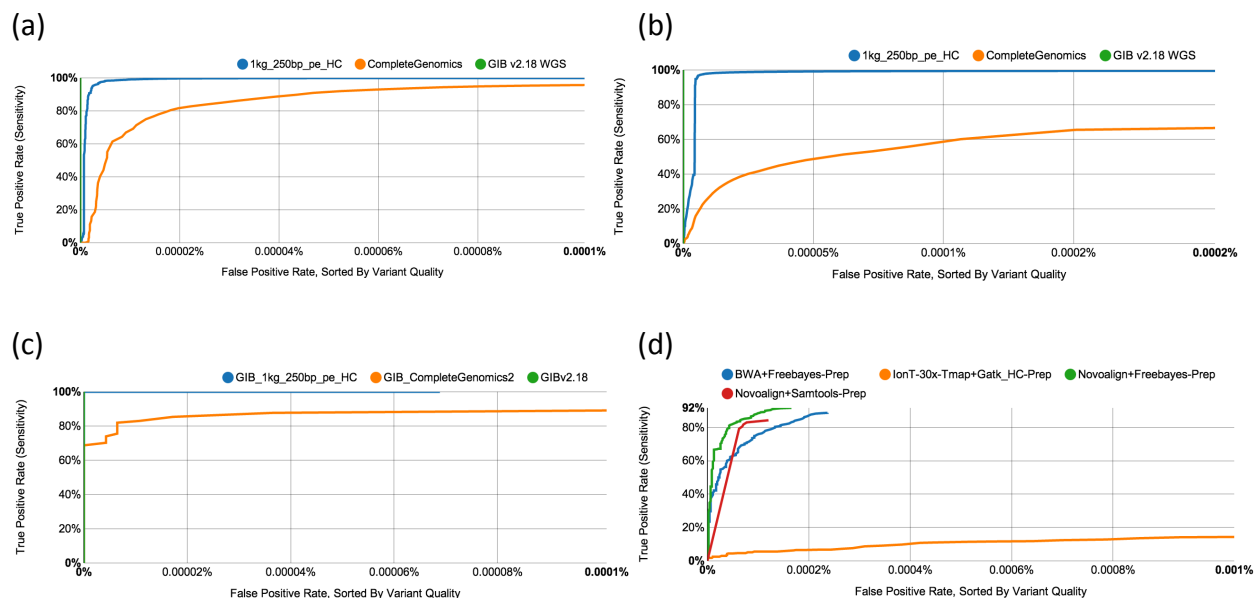 (a)
1kg_250bp_pe_HC CompleteGenomics GIB v2.18 WGS
True Positive Rate (Sensitivity)
100%
80%
60%
40%
20%
0%
0% 0.00002% 0.00004% 0.00006% 0.00008% 0.0001%
False Positive Rate, Sorted By Variant Quality
(b)
1kg_250bp_pe_HC CompleteGenomics GIB v2.18 WGS
True Positive Rate (Sensitivity)
100%
80%
60%
40%
20%
0%
0% 0.00005% 0.0001% 0.0002% 0.0002%
False Positive Rate, Sorted By Variant Quality
(c)
GIB_1kg_250bp_pe_HC GIB_CompleteGenomics2 GIBv2.18
True Positive Rate (Sensitivity)
100%
80%
60%
40%
20%
0%
0% 0.00002% 0.00004% 0.00006% 0.00008% 0.0001%
False Positive Rate, Sorted By Variant Quality
(d)
BWA+Freebayes-Prep IonT-30x-Tmap+Gatk_HC-Prep Novoalign+Freebayes-Prep
Novoalign+Samtools-Prep
True Positive Rate (Sensitivity)
92%
80%
60%
40%
20%
0%
0% 0.0002% 0.0004% 0.0006% 0.0008% 0.001%
False Positive Rate, Sorted By Variant Quality